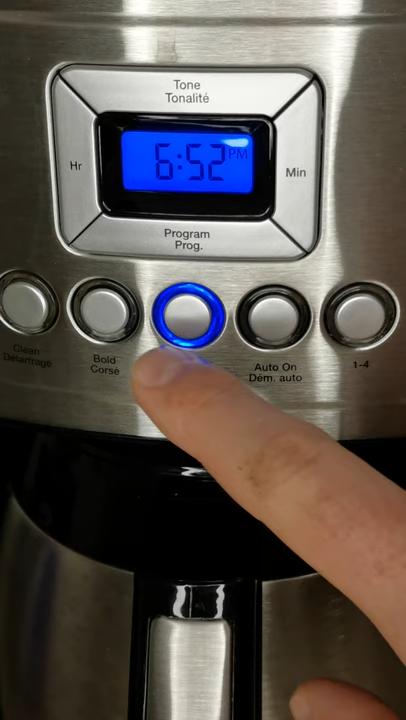 Tone
Tonalité
Hr
6:52 PM
Min
Program
Prog.
Clean
Détartrage
Bold
Corsé
Auto On
Dém. auto
1-4